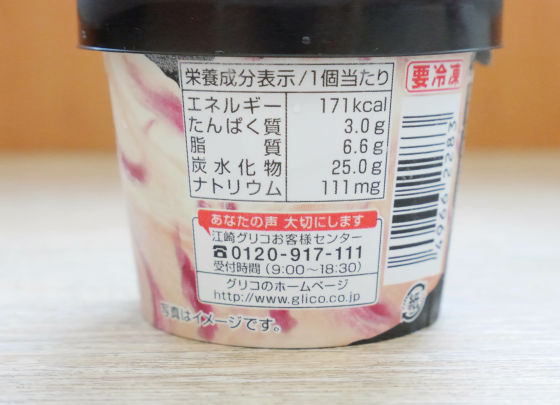 栄養成分表示/1個当たり
エネルギー 171kcal
たんぱく質 3.0g
脂質 6.6g
炭水化物 25.0g
ナトリウム 111mg
要冷凍
あなたの声 大切にします
江崎グリコお客様センター
☎0120-917-111
受付時間(9:00〜18:30)
グリコのホームページ
http://www.glico.co.jp
写真はイメージです。
紙